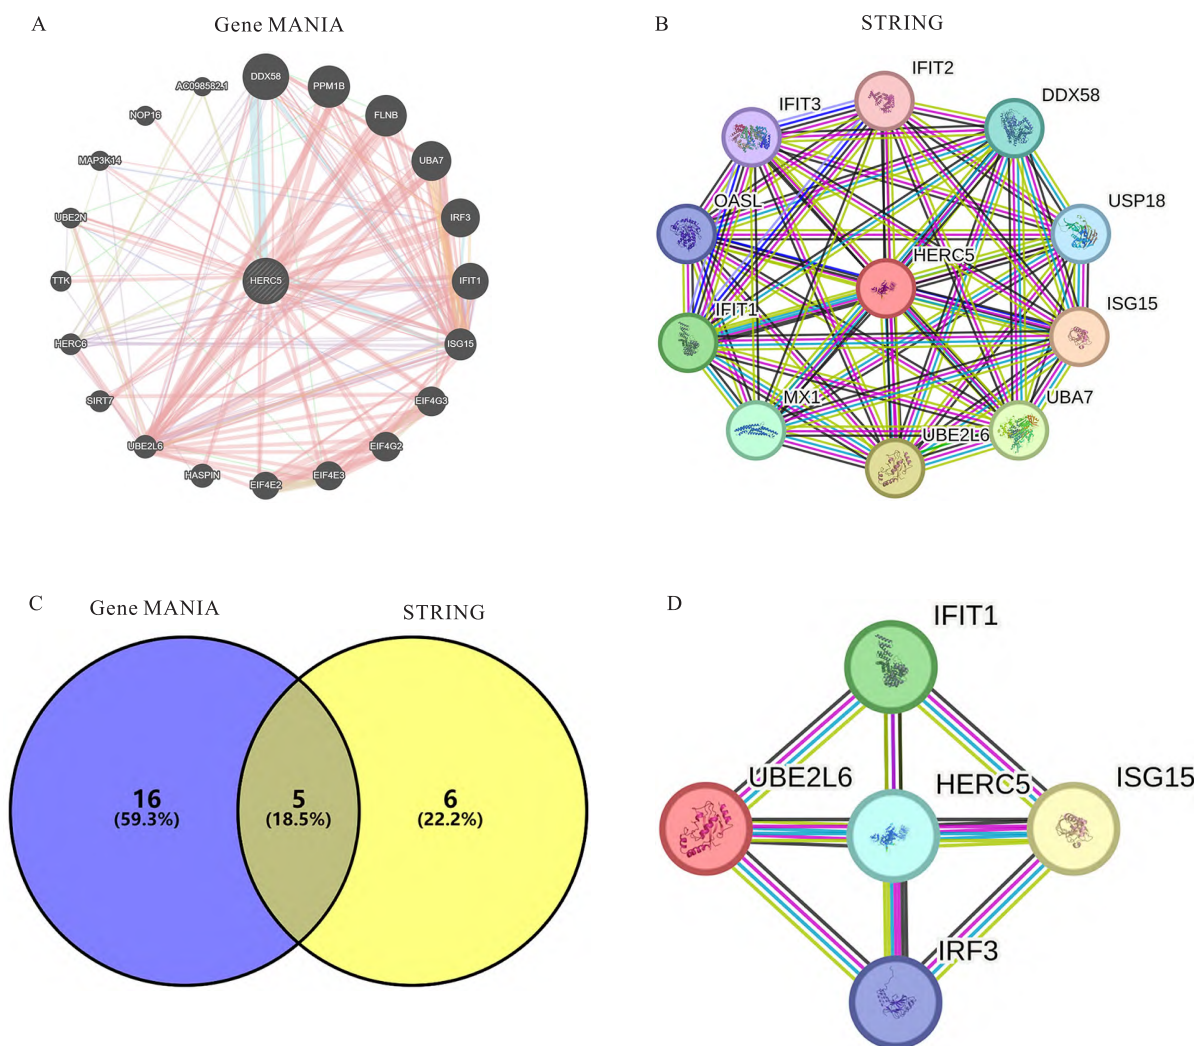 A
Gene MANIA
DDX58
PPM1B
FLNB
UBA7
IRF3
IFIT1
ISG15
EIF4G3
EIF4G2
EIF4E3
EIF4E2
HASPIN
UBE2L6
SIRT7
HERC6
TTK
UBE2N
MAP3K14
NOP16
AC098582.1
HERC5
B
STRING
IFIT2
DDX58
IFIT3
USP18
OASL
HERC5
ISG15
IFIT1
MX1
UBA7
UBE2L6
C
Gene MANIA
STRING
16
(59.3%)
5
(18.5%)
6
(22.2%)
D
IFIT1
UBE2L6
HERC5
ISG15
IRF3